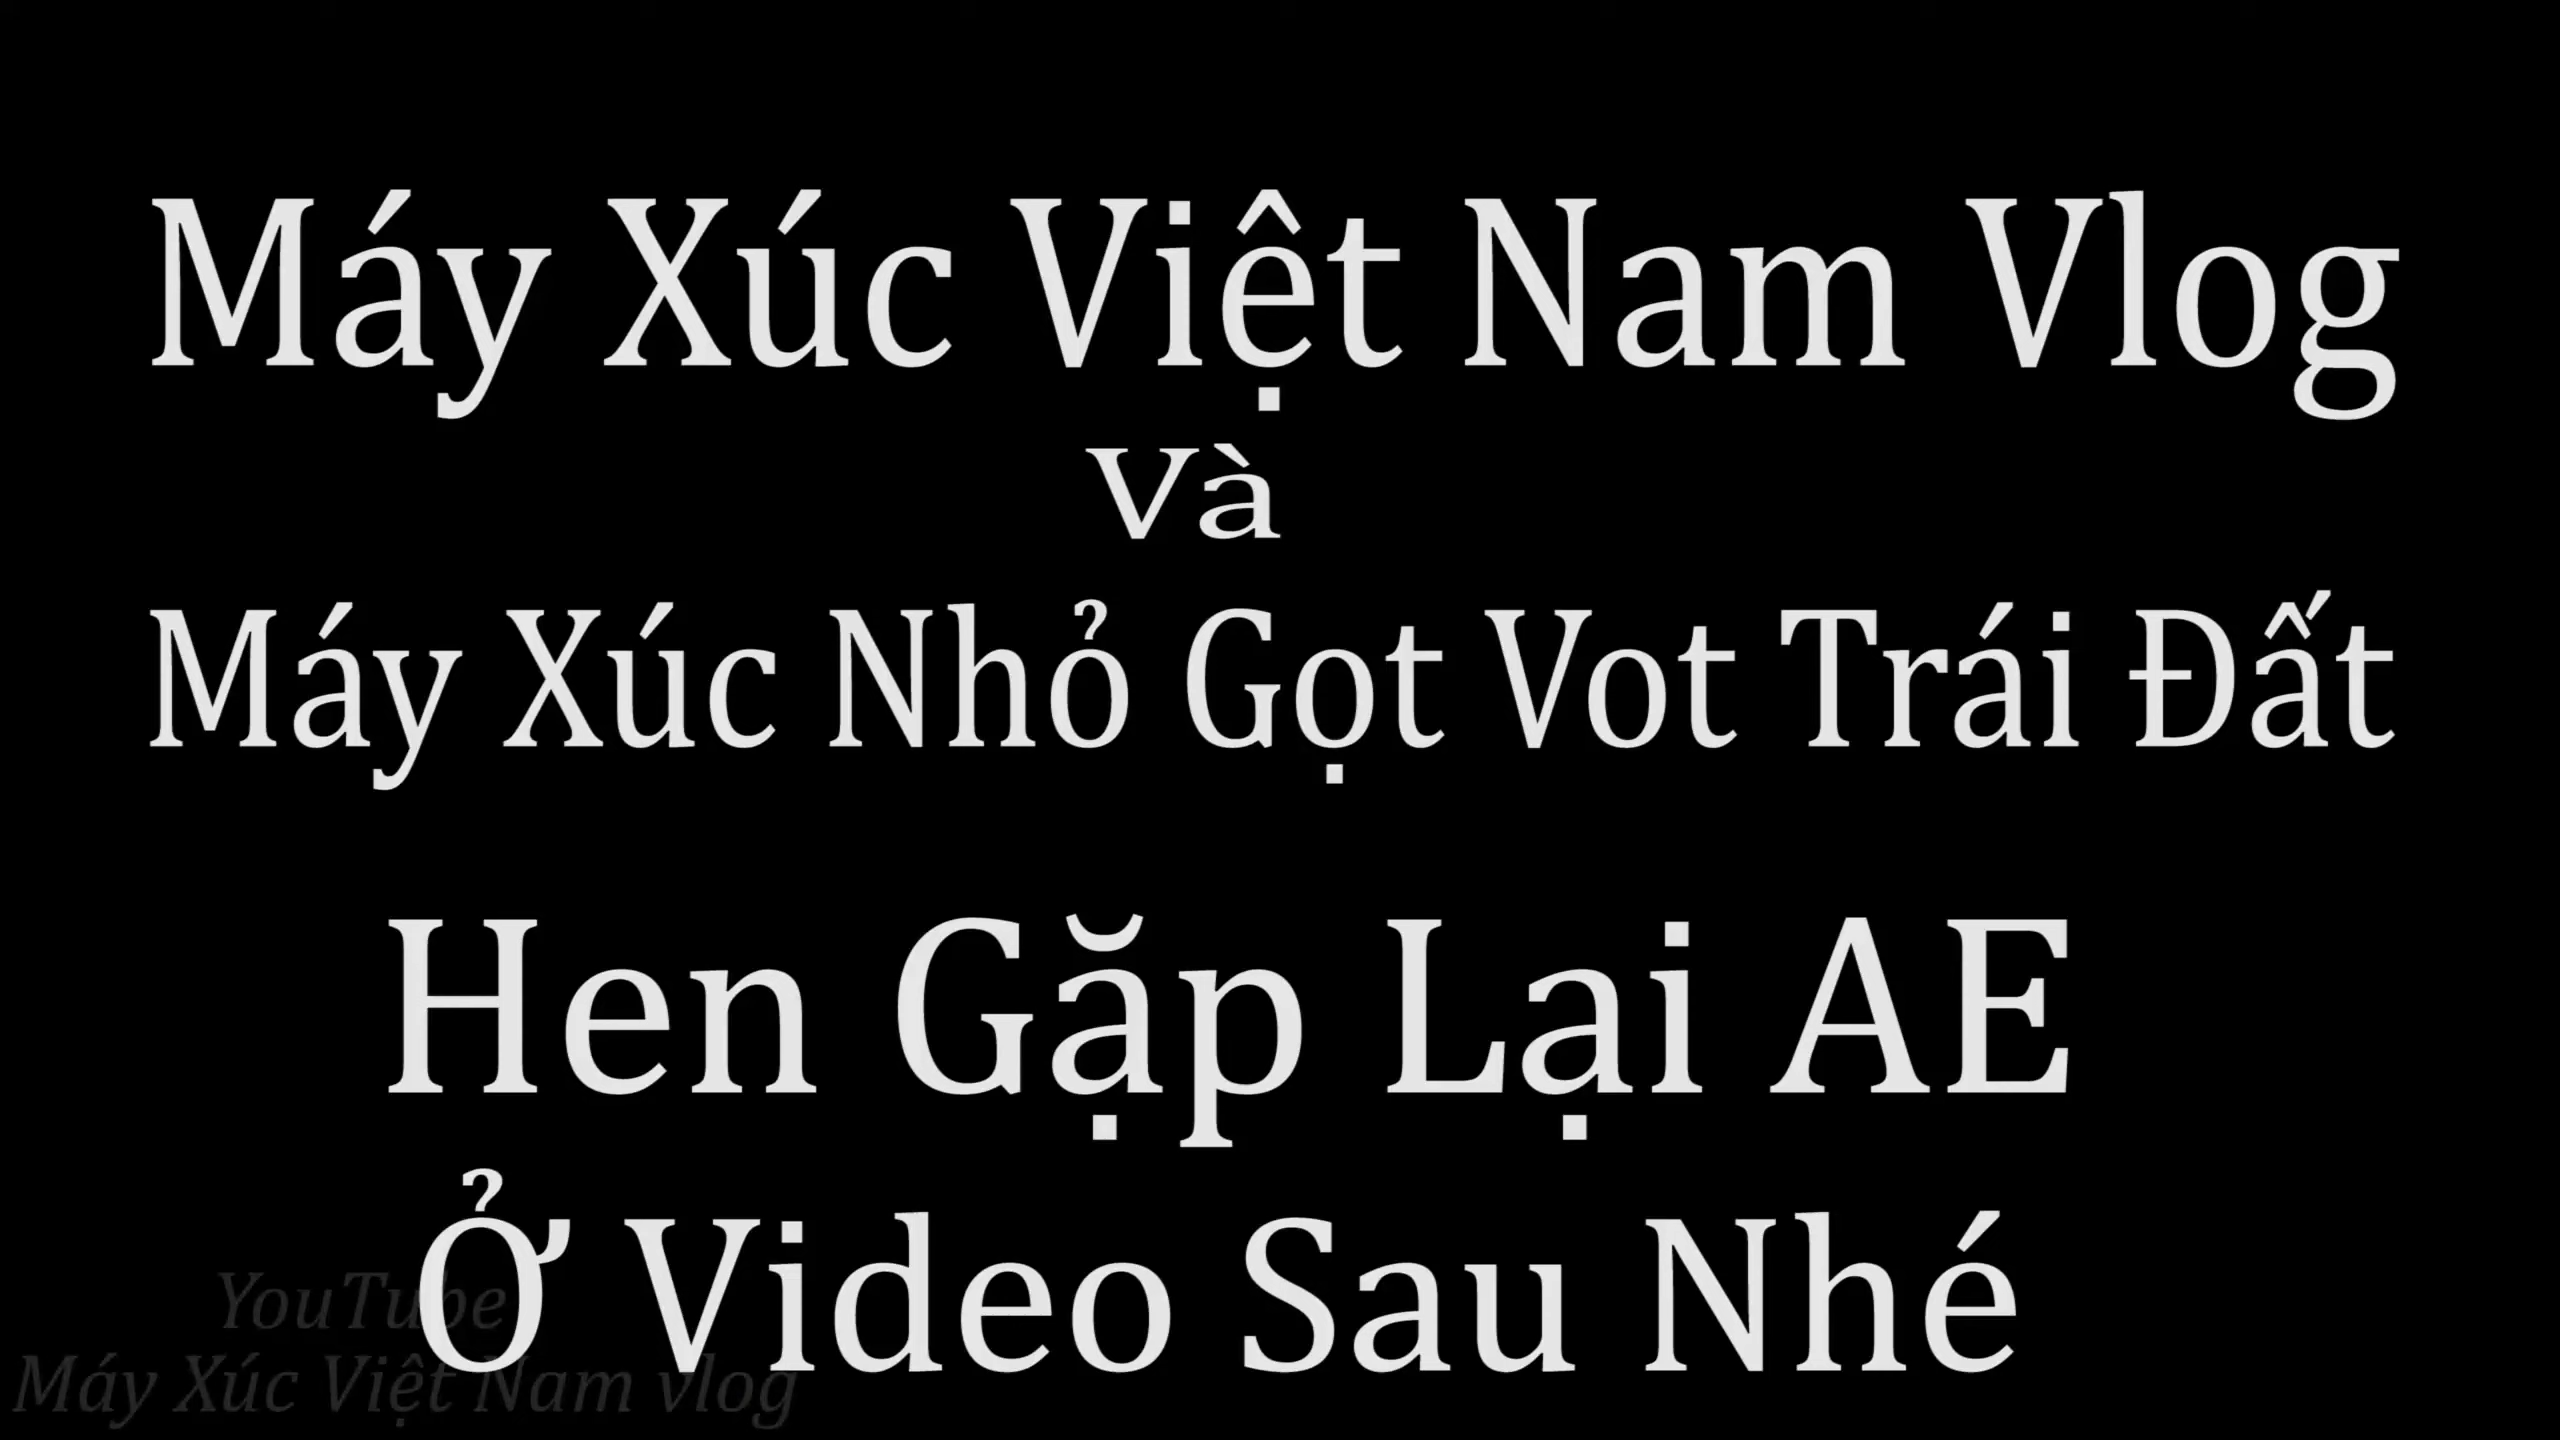 Máy Xúc Việt Nam Vlog
Và
Máy Xúc Nhỏ Gọt Vot Trái Đất
Hen Gặp Lại AE
Ở Video Sau Nhé
YouTube
Máy Xúc Việt Nam vlog